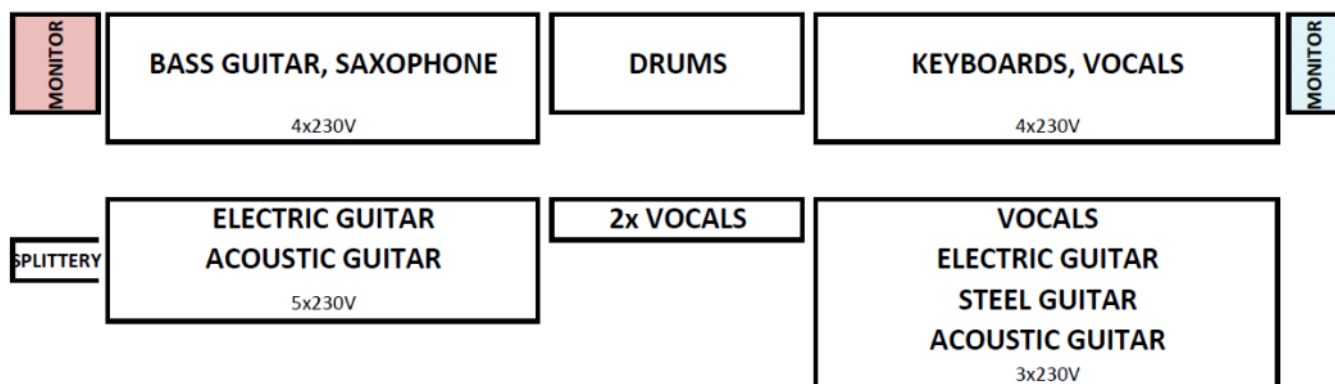 MONITOR
BASS GUITAR, SAXOPHONE
4x230V
DRUMS
KEYBOARDS, VOCALS
4x230V
MONITOR
SPLITTERY
ELECTRIC GUITAR
ACOUSTIC GUITAR
5x230V
2x VOCALS
VOCALS
ELECTRIC GUITAR
STEEL GUITAR
ACOUSTIC GUITAR
3x230V